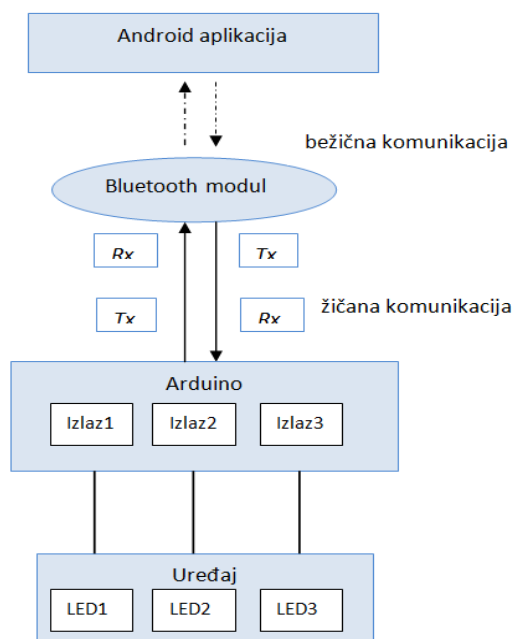 Android aplikacija
bežična komunikacija
Bluetooth modul
Rx
Tx
Tx
Rx
žičana komunikacija
Arduino
Izlaz1
Izlaz2
Izlaz3
Uređaj
LED1
LED2
LED3